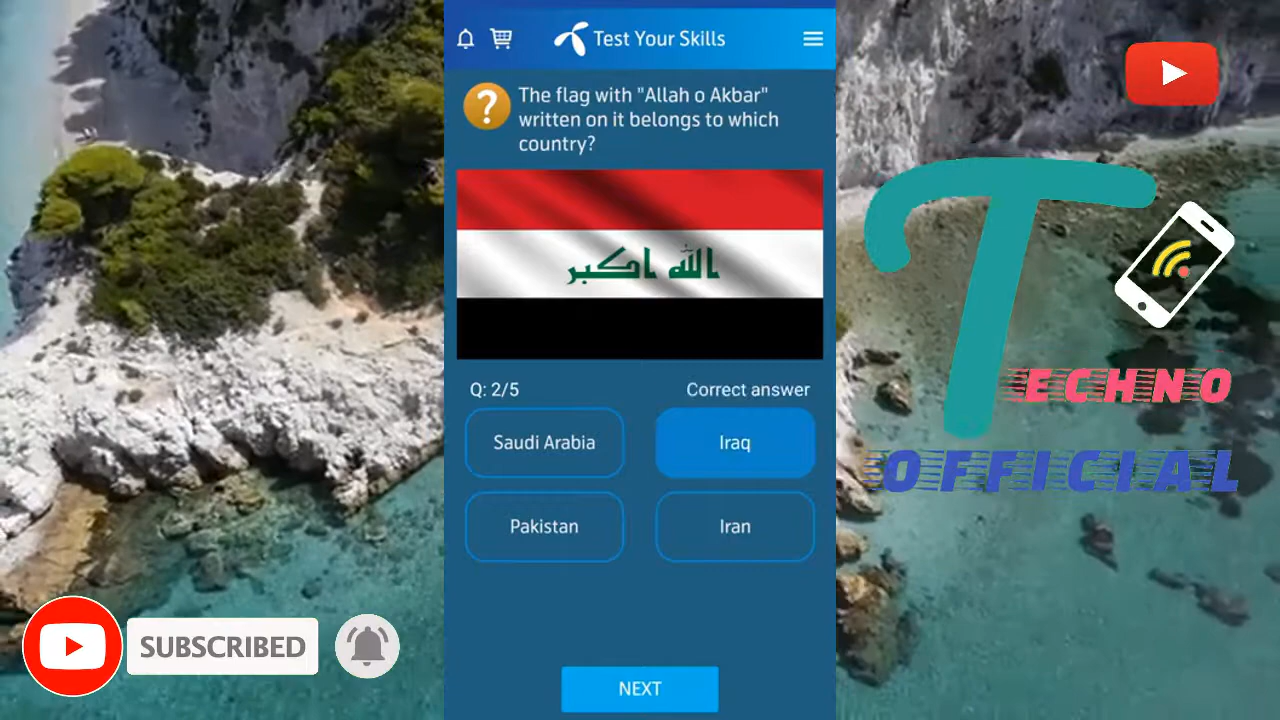 Test Your Skills
The flag with "Allah o Akbar"
written on it belongs to which
country?
الله اكبر
Q: 2/5
Correct answer
Saudi Arabia
Iraq
Pakistan
Iran
NEXT
TECHNO
OFFICIAL
SUBSCRIBED